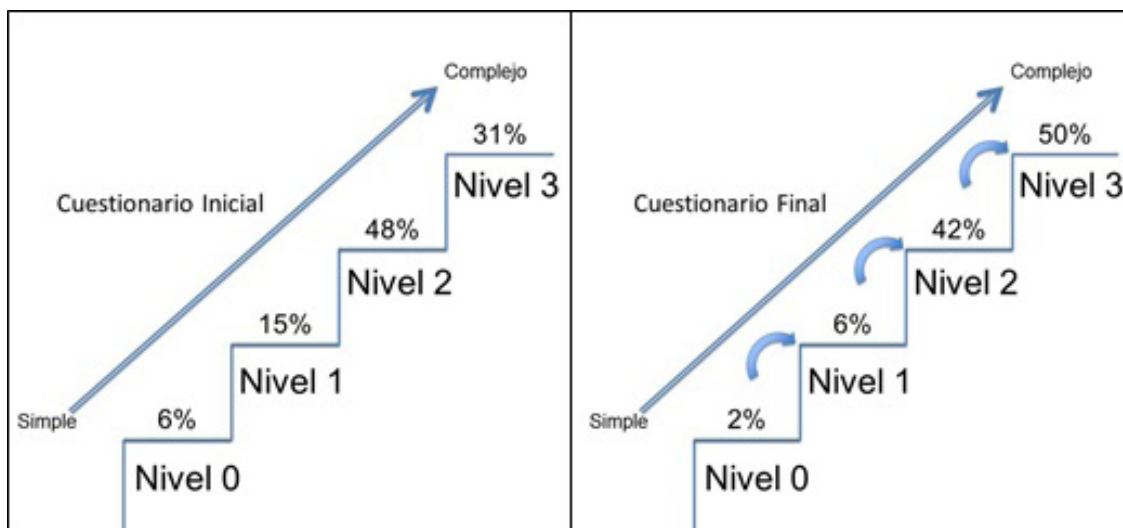 Complejo
31%
Nivel 3
Cuestionario Inicial
48%
Nivel 2
15%
Nivel 1
Simple
6%
Nivel 0
Complejo
50%
Nivel 3
Cuestionario Final
42%
Nivel 2
6%
Nivel 1
Simple
2%
Nivel 0